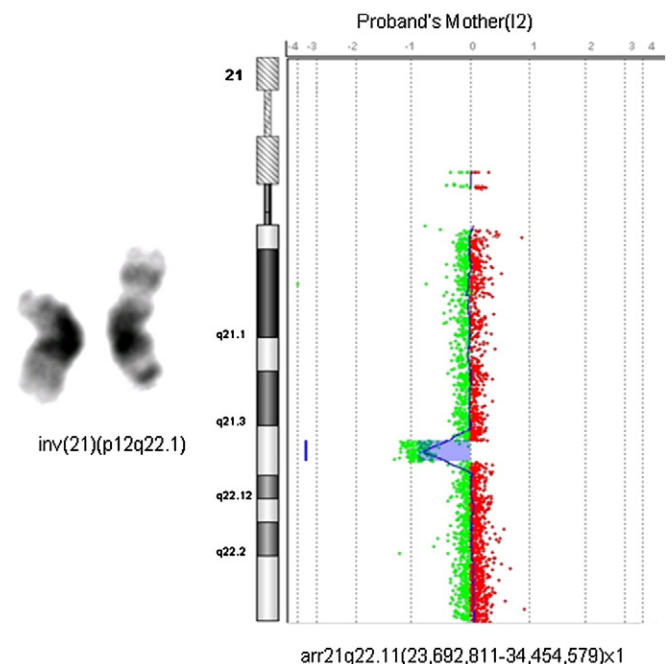 Proband's Mother(I2)
-4 -3 -2 -1 0 1 2 3 4
21
q21.1
q21.3
inv(21)(p12q22.1)
q22.12
q22.2
arr21q22.11(23,692,811-34,454,579)x1